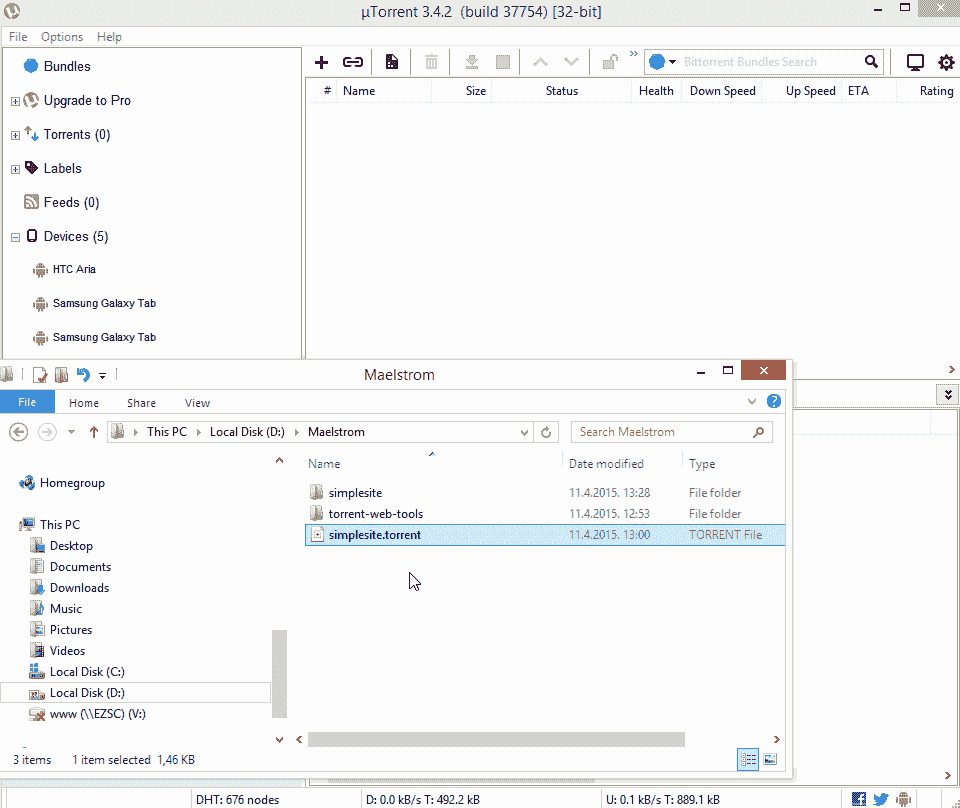 µTorrent 3.4.2 (build 37754) [32-bit]
File Options Help
Bundles
Bittorrent Bundles Search
# Name Size Status Health Down Speed Up Speed ETA Rating
Upgrade to Pro
Torrents (0)
Labels
Feeds (0)
Devices (5)
HTC Aria
Samsung Galaxy Tab
Samsung Galaxy Tab
Maelstrom
File Home Share View
This PC Local Disk (D:) Maelstrom
Search Maelstrom
Name Date modified Type
Homegroup
simplesite 11.4.2015. 13:28 File folder
torrent-web-tools 11.4.2015. 12:53 File folder
simplesite.torrent 11.4.2015. 13:00 TORRENT File
This PC
Desktop
Documents
Downloads
Music
Pictures
Videos
Local Disk (C:)
Local Disk (D:)
www (\\EZSC) (V:)
3 items 1 item selected 1,46 KB
DHT: 676 nodes D: 0.0 kB/s T: 492.2 kB U: 0.1 kB/s T: 889.1 kB